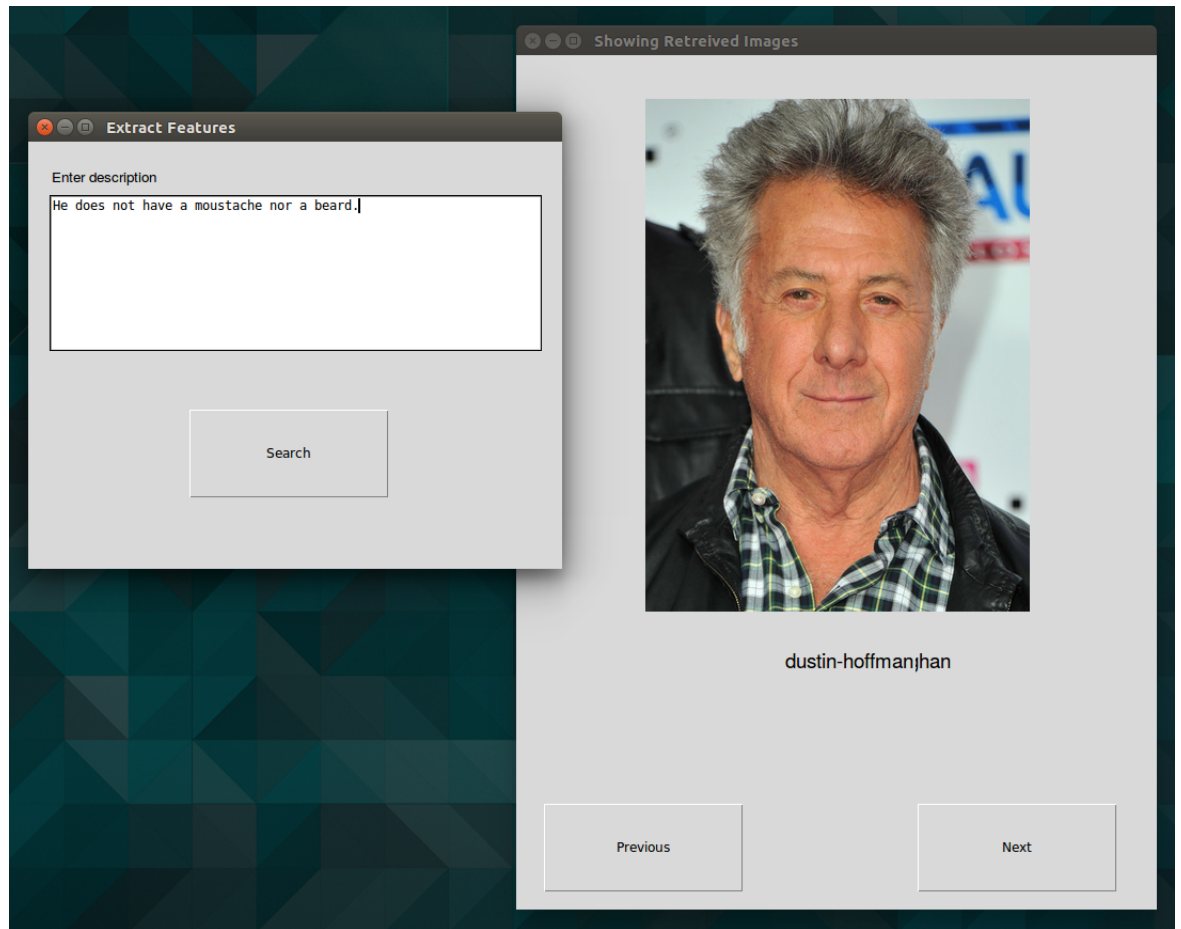 Extract Features
Enter description
He does not have a moustache nor a beard.
Search
Showing Retreived Images
AU
dustin-hoffman
Previous
Next